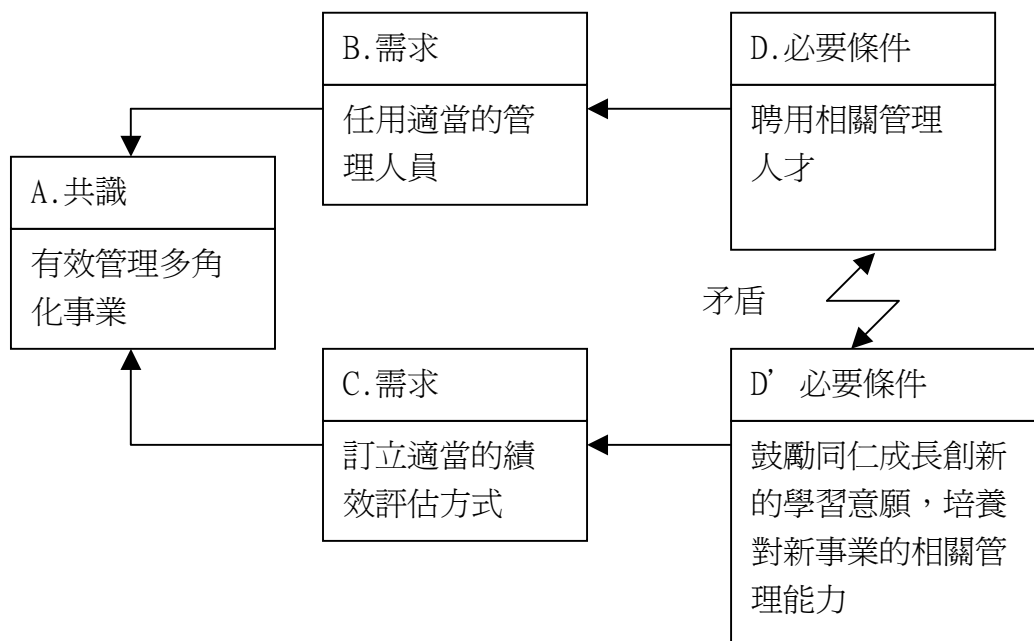 B.需求
任用適當的管
理人員
D.必要條件
聘用相關管理
人才
A.共識
有效管理多角
化事業
矛盾
C.需求
訂立適當的績
效評估方式
D’必要條件
鼓勵同仁成長創新
的學習意願，培養
對新事業的相關管
理能力